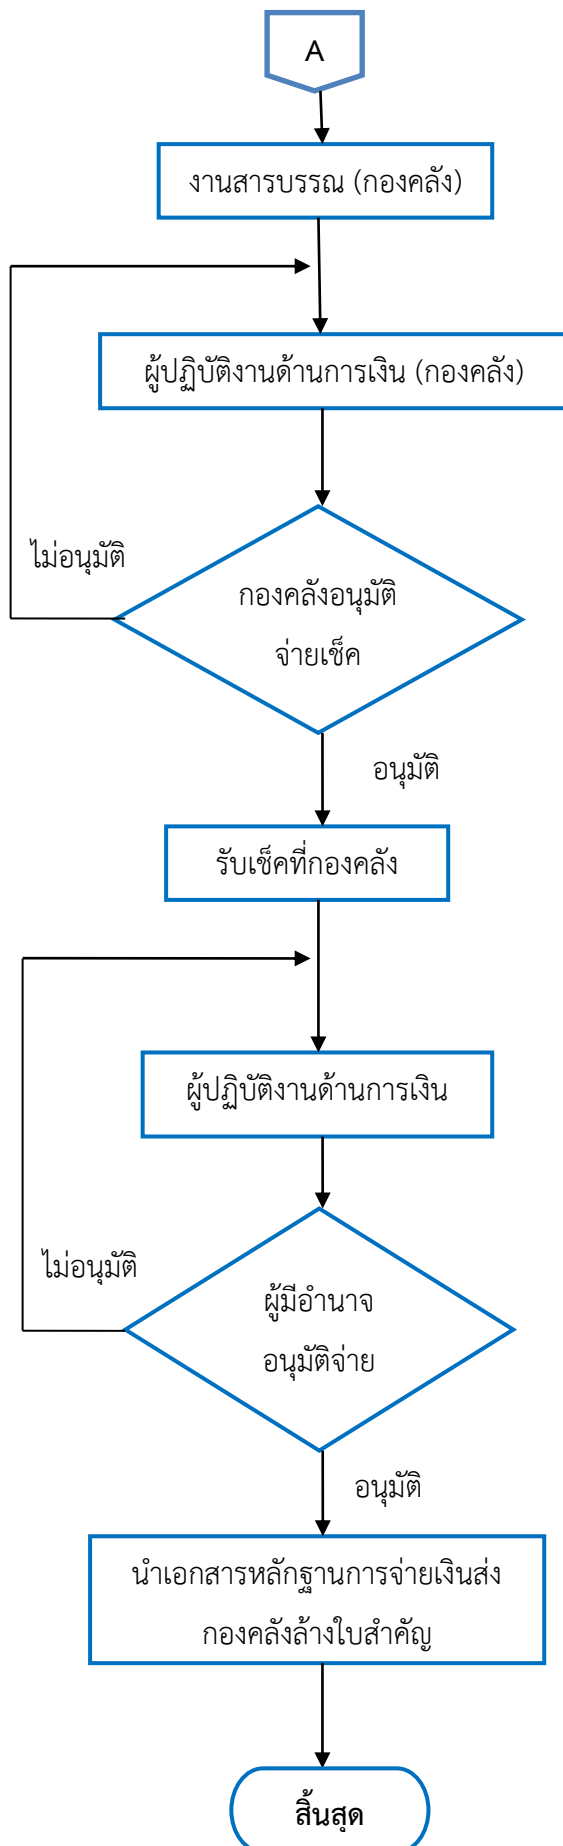 A
งานสารบรรณ (กองคลัง)
ผู้ปฏิบัติงานด้านการเงิน (กองคลัง)
ไม่อนุมัติ
กองคลังอนุมัติ
จ่ายเช็ค
อนุมัติ
รับเช็คที่กองคลัง
ผู้ปฏิบัติงานด้านการเงิน
ไม่อนุมัติ
ผู้มีอำนาจ
อนุมัติจ่าย
อนุมัติ
นำเอกสารหลักฐานการจ่ายเงินส่ง
กองคลังล้างใบสำคัญ
สิ้นสุด